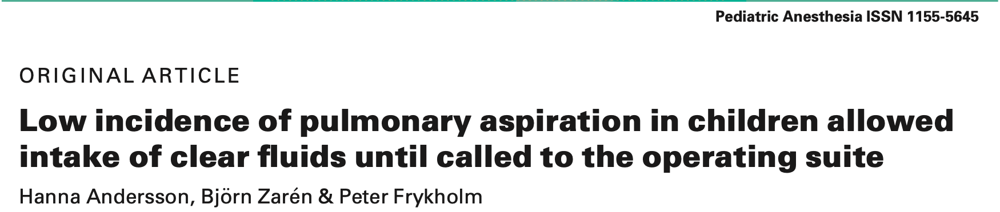 Pediatric Anesthesia ISSN 1155-5645
ORIGINAL ARTICLE
Low incidence of pulmonary aspiration in children allowed
intake of clear fluids until called to the operating suite
Hanna Andersson, Björn Zarén & Peter Frykholm